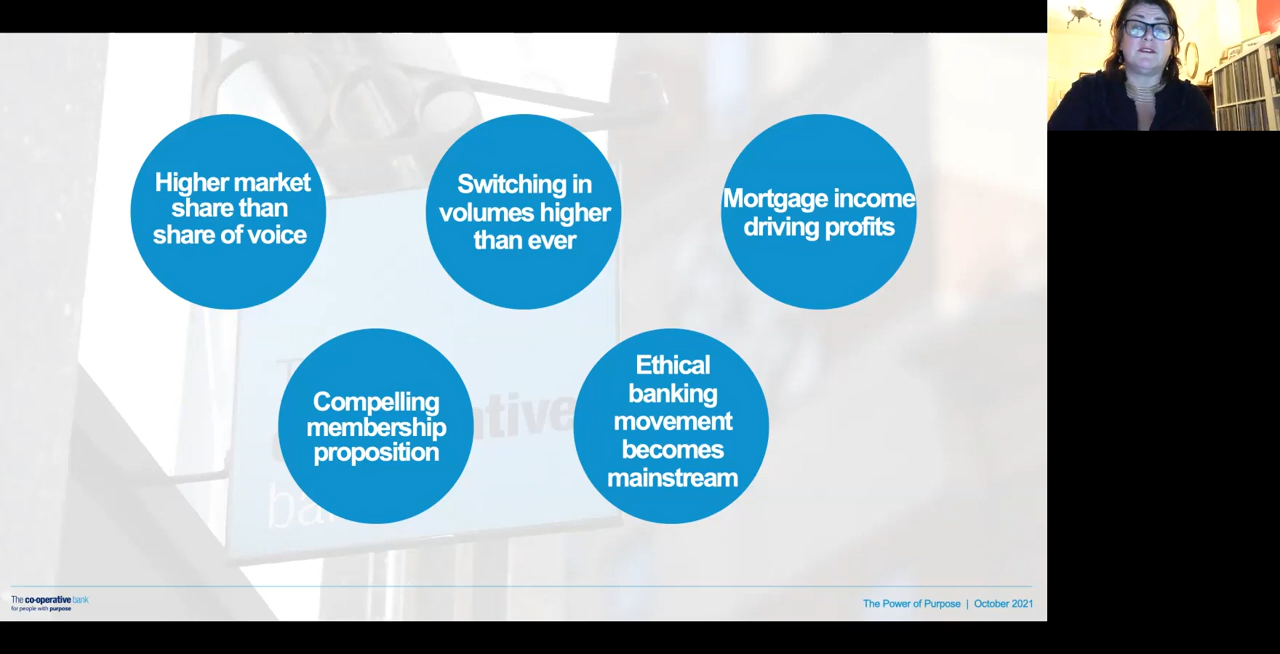 Higher market
share than
share of voice
Switching in
volumes higher
than ever
Mortgage income
driving profits
Compelling
membership
proposition
Ethical
banking
movement
becomes
mainstream
The co-operative bank
for people with purpose
The Power of Purpose | October 2021